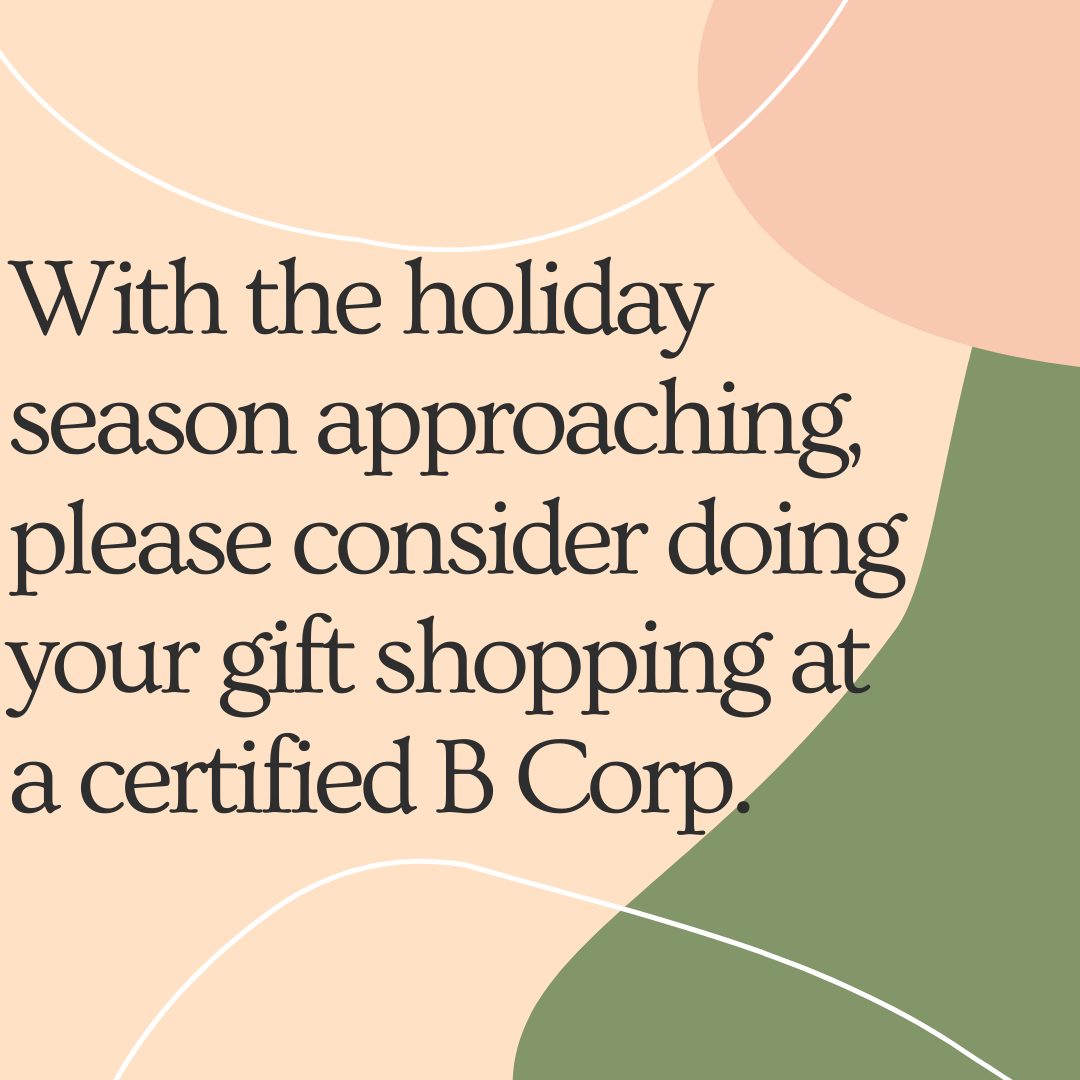 With the holiday
season approaching,
please consider doing
your gift shopping at
a certified B Corp.